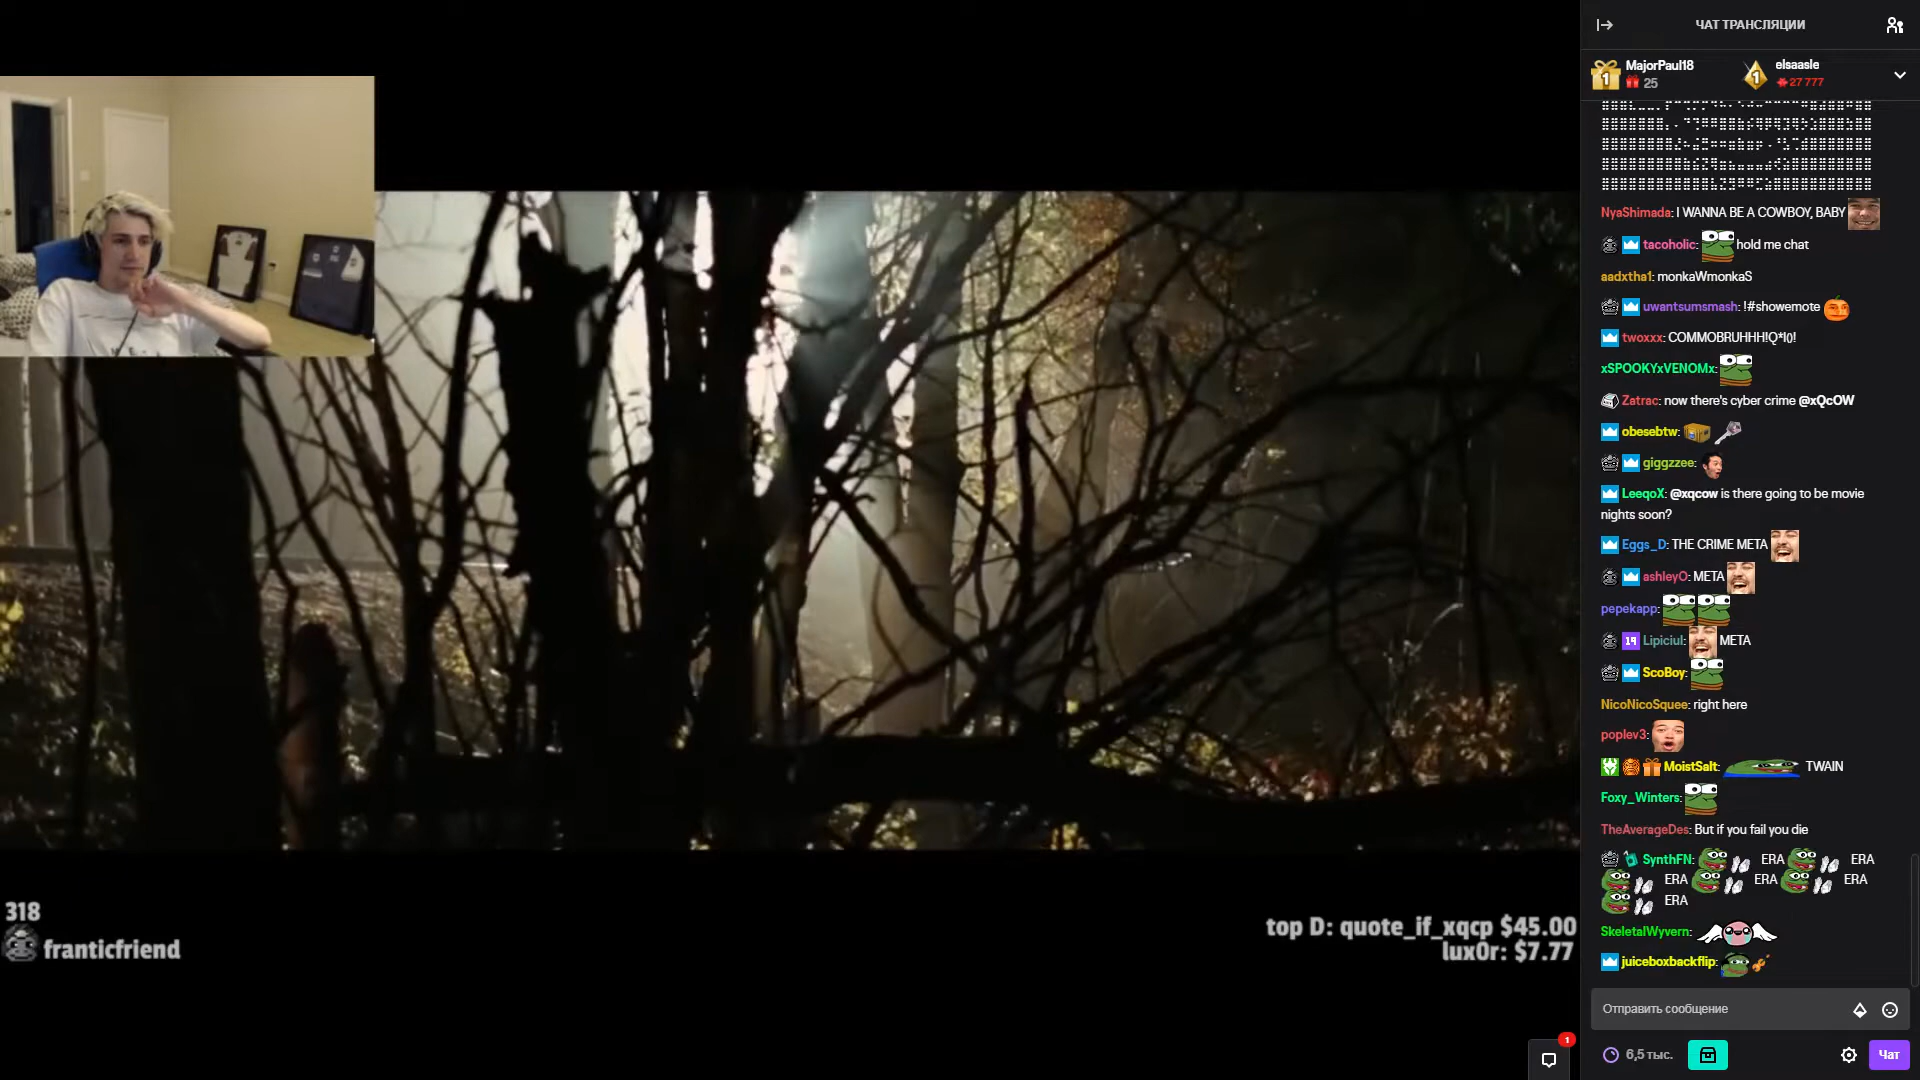 ЧАТ ТРАНСЛЯЦИИ
MajorPaul18
25
elsaasle
27 777
NyaShimada: I WANNA BE A COWBOY, BABY
tacoholic: hold me chat
aadxtha1: monkaWmonkaS
uwantsumsmash: !#showemote
twoxxx: COMMOBRUHHH!Q*I()!
xSPOOKYxVENOMx:
Zatrac: now there's cyber crime @xQcOW
obesebtw:
giggzzee:
LeeqoX: @xqcow is there going to be movie
nights soon?
Eggs_D: THE CRIME META
ashleyO: META
pepekapp:
Lipiciul: META
ScoBoy:
NicoNicoSquee: right here
poplev3:
MoistSalt: TWAIN
Foxy_Winters:
TheAverageDes: But if you fail you die
SynthFN: ERA ERA
ERA ERA ERA
ERA
SkeletalWyvern:
juiceboxbackflip:
Отправить сообщение
6,5 тыс.
Чат
1
318
franticfriend
top D: quote_if_xqcp $45.00
lux0r: $7.77